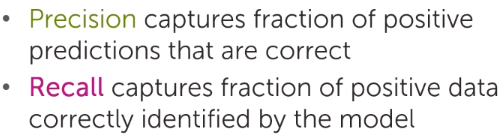 • Precision captures fraction of positive
predictions that are correct
• Recall captures fraction of positive data
correctly identified by the model